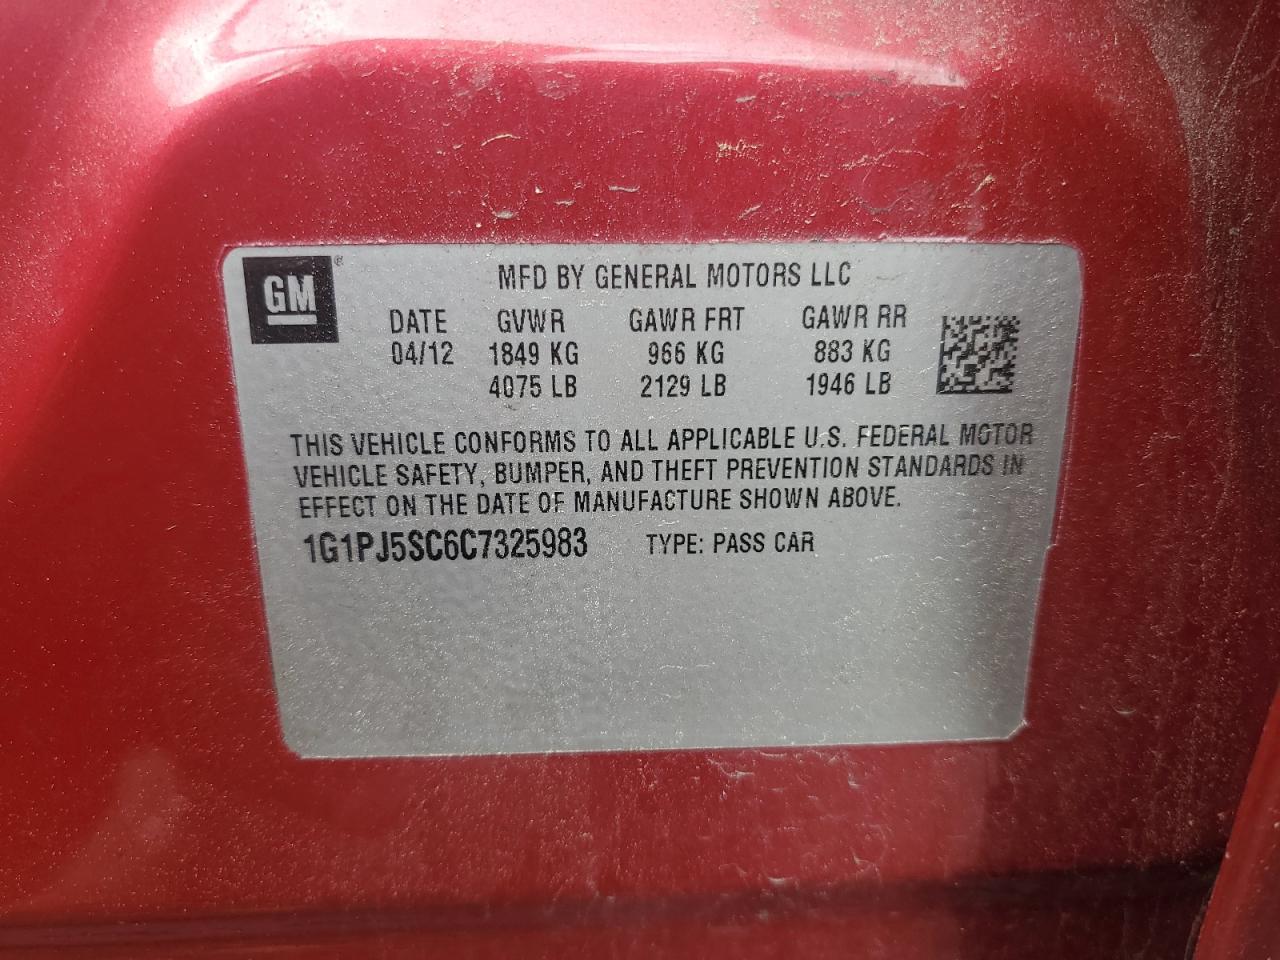 GM® MFD BY GENERAL MOTORS LLC
DATE GVWR GAWR FRT GAWR RR
04/12 1849 KG 966 KG 883 KG
4075 LB 2129 LB 1946 LB
THIS VEHICLE CONFORMS TO ALL APPLICABLE U.S. FEDERAL MOTOR
VEHICLE SAFETY, BUMPER, AND THEFT PREVENTION STANDARDS IN
EFFECT ON THE DATE OF MANUFACTURE SHOWN ABOVE.
1G1PJ5SC6C7325983 TYPE: PASS CAR